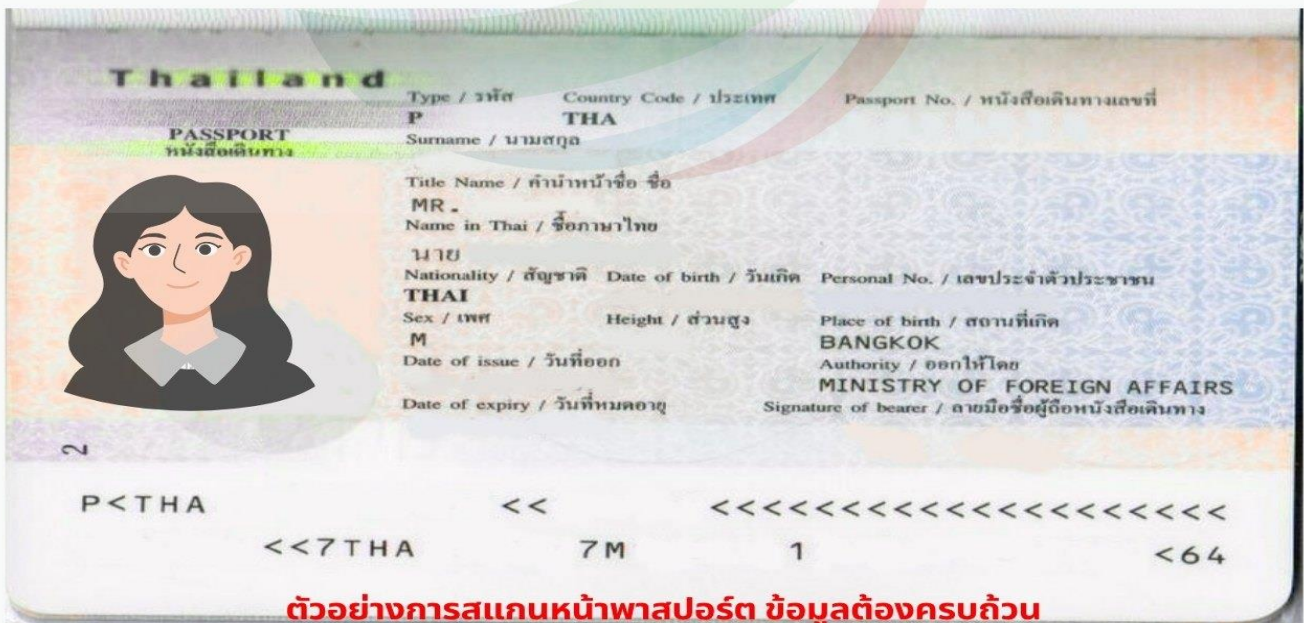 Thailand
PASSPORT
หนังสือเดินทาง
Type / รหัส Country Code / ประเทศ Passport No. / หนังสือเดินทางเลขที่
P THA
Surname / นามสกุล
Title Name / คำนำหน้าชื่อ ชื่อ
MR.
Name in Thai / ชื่อภาษาไทย
นาย
Nationality / สัญชาติ Date of birth / วันเกิด Personal No. / เลขประจำตัวประชาชน
THAI
Sex / เพศ Height / ส่วนสูง Place of birth / สถานที่เกิด
M BANGKOK
Date of issue / วันที่ออก Authority / ออกให้โดย
MINISTRY OF FOREIGN AFFAIRS
Date of expiry / วันที่หมดอายุ Signature of bearer / ลายมือชื่อผู้ถือหนังสือเดินทาง
2
P<THA << <<<<<<<<<<<<<<<<<<<<
<<7THA 7M 1 <64
ตัวอย่างการสแกนหน้าพาสปอร์ต ข้อมูลต้องครบถ้วน